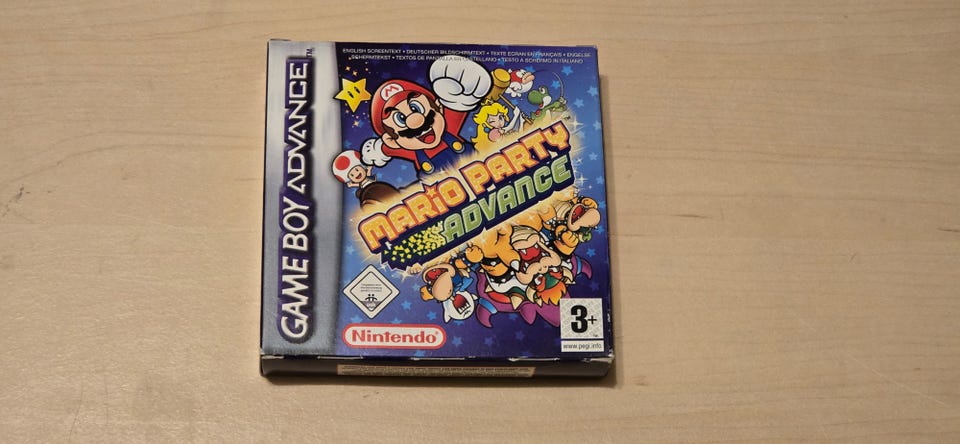 ENGLISH SCREENTEXT • DEUTSCHER BILDSCHIRMTEXT • TEXTE ECRAN EN FRANÇAIS • ENGELSE
SCHERMTEKST • TEXTOS DE PANTALLA EN CASTELLANO • TESTO A SCHERMO IN ITALIANO
GAME BOY ADVANCE™
M
MARIO PARTY
ADVANCE
Nintendo®
3+
www.pegi.info